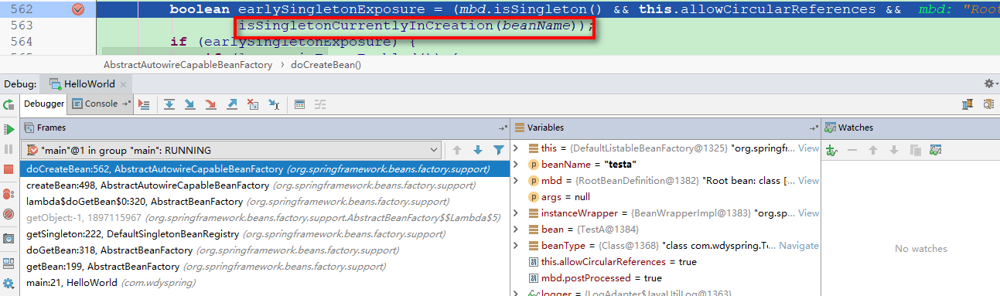 562 boolean earlySingletonExposure = (mbd.isSingleton() && this.allowCircularReferences && mbd: "Root
563 isSingletonCurrentlyInCreation(beanName));
564 if (earlySingletonExposure) {
AbstractAutowireCapableBeanFactory › doCreateBean()
Debug: HelloWorld
Debugger Console
Frames
Variables
Watches
"main"@1 in group "main": RUNNING
doCreateBean:562, AbstractAutowireCapableBeanFactory (org.springframework.beans.factory.support)
createBean:498, AbstractAutowireCapableBeanFactory (org.springframework.beans.factory.support)
lambda$doGetBean$0:320, AbstractBeanFactory (org.springframework.beans.factory.support)
getObject:-1, 1897115967 (org.springframework.beans.factory.support.AbstractBeanFactory$$Lambda$5)
getSingleton:222, DefaultSingletonBeanRegistry (org.springframework.beans.factory.support)
doGetBean:318, AbstractBeanFactory (org.springframework.beans.factory.support)
getBean:199, AbstractBeanFactory (org.springframework.beans.factory.support)
main:21, HelloWorld (com.wdyspring)
this = {DefaultListableBeanFactory@1325} "org.springfr... View
beanName = "testa"
mbd = {RootBeanDefinition@1382} "Root bean: class [... View
args = null
instanceWrapper = {BeanWrapperImpl@1383} "org.sp... View
bean = {TestA@1384}
beanType = {Class@1368} "class com.wdyspring.Te... Navigate
this.allowCircularReferences = true
mbd.postProcessed = true
logger = {LogAdapter$JavaUtilLog@1363}
No watches